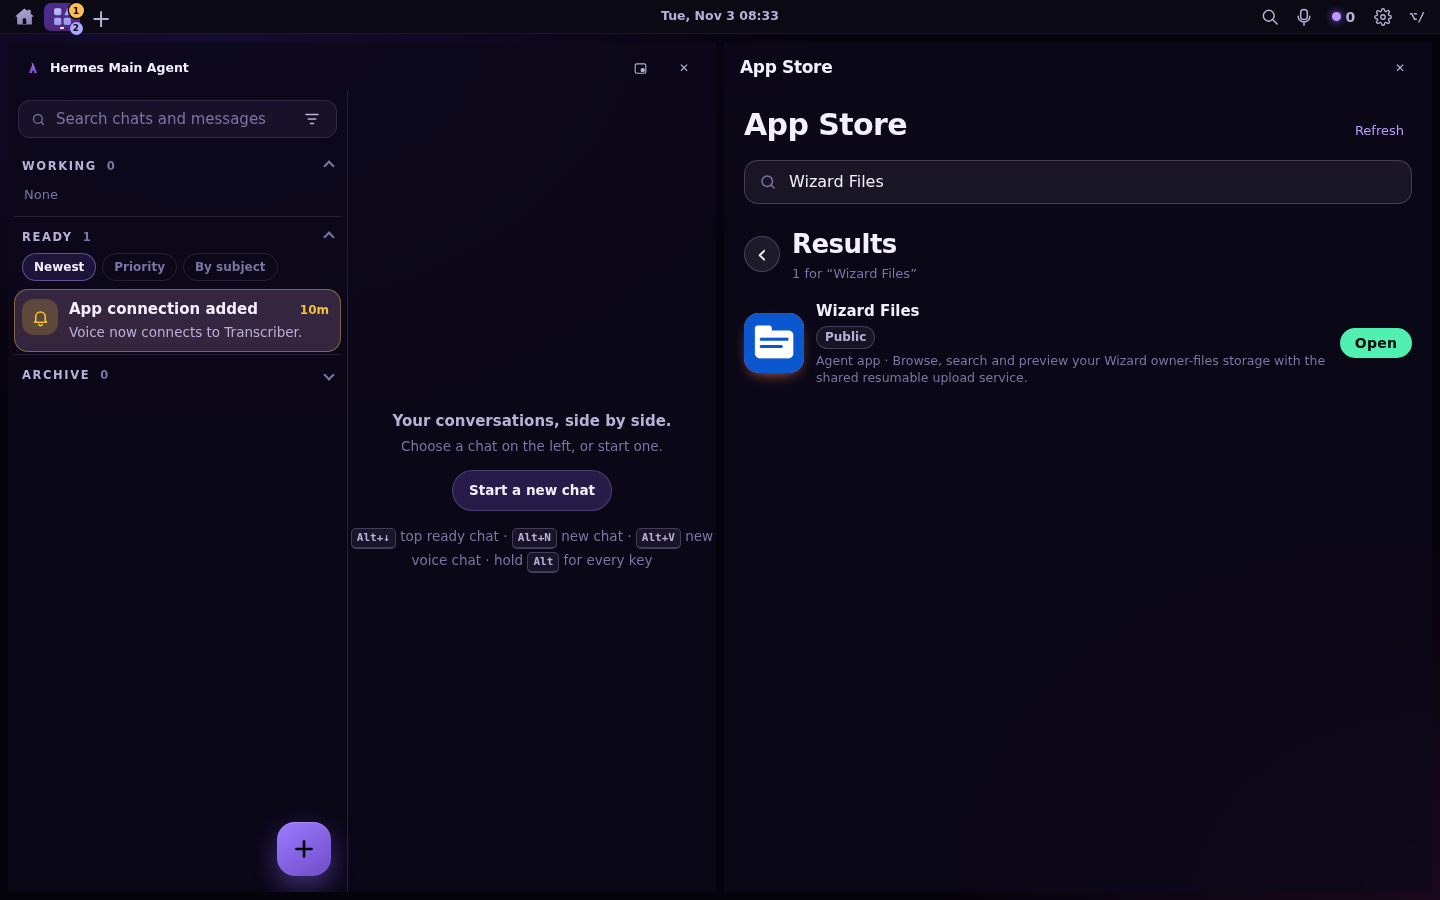 1
2
Tue, Nov 3 08:33
0
⌥/
Hermes Main Agent
Search chats and messages
WORKING 0
None
READY 1
Newest
Priority
By subject
App connection added
10m
Voice now connects to Transcriber.
ARCHIVE 0
Your conversations, side by side.
Choose a chat on the left, or start one.
Start a new chat
Alt+↓ top ready chat · Alt+N new chat · Alt+V new
voice chat · hold Alt for every key
App Store
App Store
Refresh
Wizard Files
Results
1 for “Wizard Files”
Wizard Files
Public
Agent app · Browse, search and preview your Wizard owner-files storage with the
shared resumable upload service.
Open